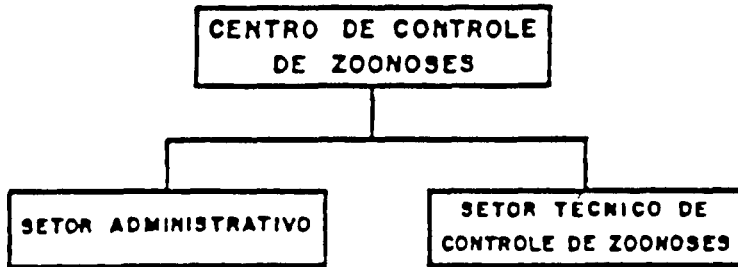 CENTRO DE CONTROLE
DE ZOONOSES
SETOR ADMINISTRATIVO
SETOR TECNICO DE
CONTROLE DE ZOONOSES